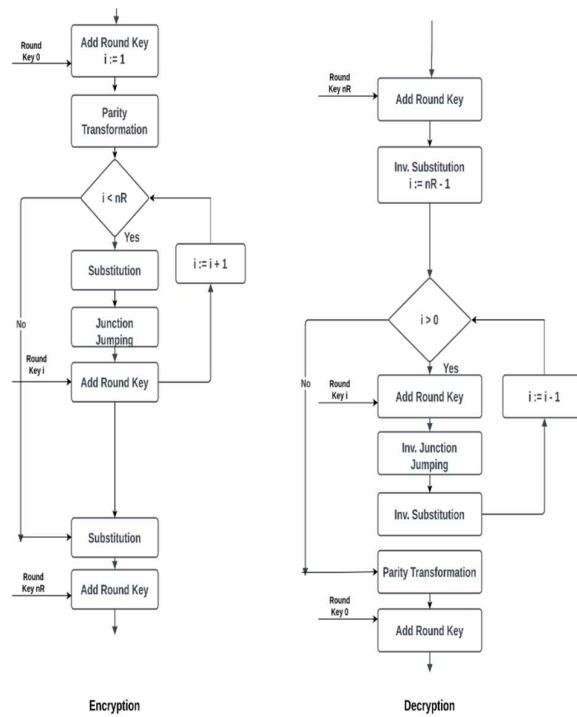 Round
Key 0
Add Round Key
i := 1
Parity
Transformation
i < nR
Yes
Substitution
i := i + 1
No
Junction
Jumping
Round
Key i
Add Round Key
Substitution
Round
Key nR
Add Round Key
Encryption
Round
Key nR
Add Round Key
Inv. Substitution
i := nR - 1
i > 0
Yes
No
Round
Key i
Add Round Key
i := i - 1
Inv. Junction
Jumping
Inv. Substitution
Parity Transformation
Round
Key 0
Add Round Key
Decryption